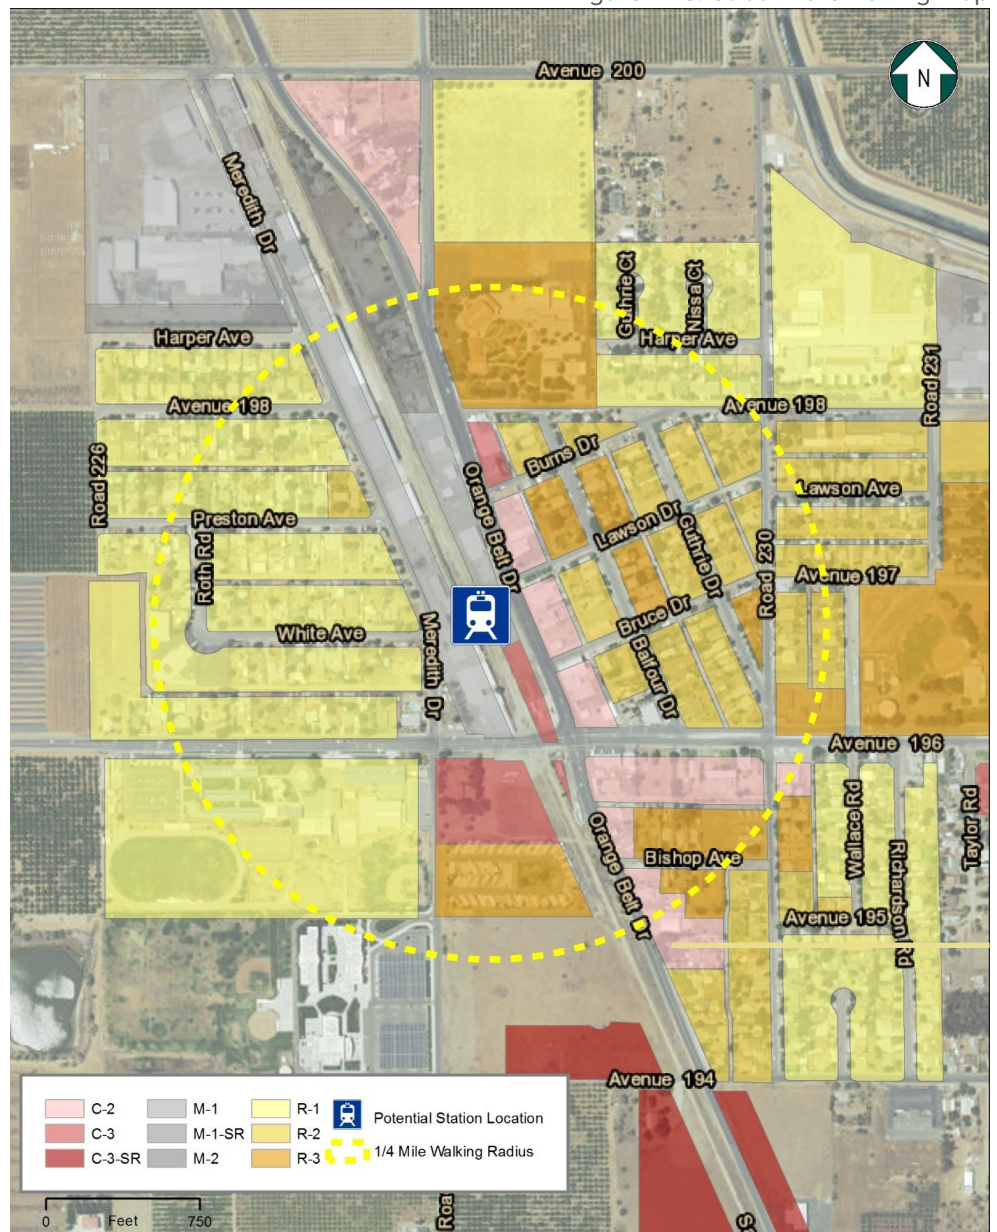 Avenue 200
N
Meredith Dr
Guthrie Ct
Nissa Ct
Harper Ave
Harper Ave
Road 231
Avenue 198
Avenue 198
Burns Dr
Road 226
Orange Belt Dr
Lawson Ave
Preston Ave
Lawson Dr
Guthrie Dr
Roth Rd
Road 230
Avenue 197
Bruce Dr
White Ave
Meredith Dr
Balfour Dr
Avenue 196
Wallace Rd
Taylor Rd
Orange Belt Dr
Bishop Ave
Richardson Rd
Avenue 195
Avenue 194
C-2
M-1
R-1
Potential Station Location
C-3
M-1-SR
R-2
1/4 Mile Walking Radius
C-3-SR
M-2
R-3
0 Feet 750
Roa
S